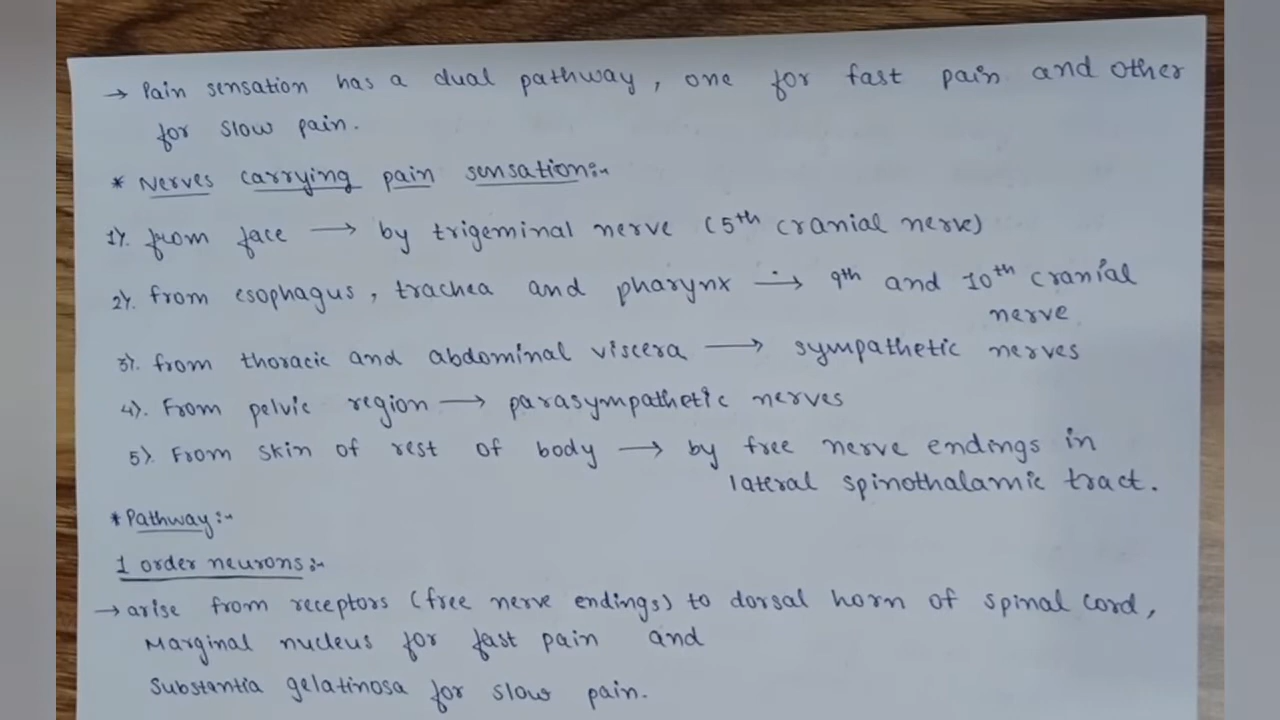 → Pain sensation has a dual pathway, one for fast pain and other
for slow pain.
* Nerves carrying pain sensation:-
1). from face → by trigeminal nerve (5th cranial nerve)
2). from esophagus, trachea and pharynx → 9th and 10th cranial
nerve
3). from thoracic and abdominal viscera → sympathetic nerves
4). From pelvic region → parasympathetic nerves
5). From skin of rest of body → by free nerve endings in
lateral spinothalamic tract.
* Pathway:-
1 order neurons:-
→ arise from receptors (free nerve endings) to dorsal horn of spinal cord,
Marginal nucleus for fast pain and
Substantia gelatinosa for slow pain.